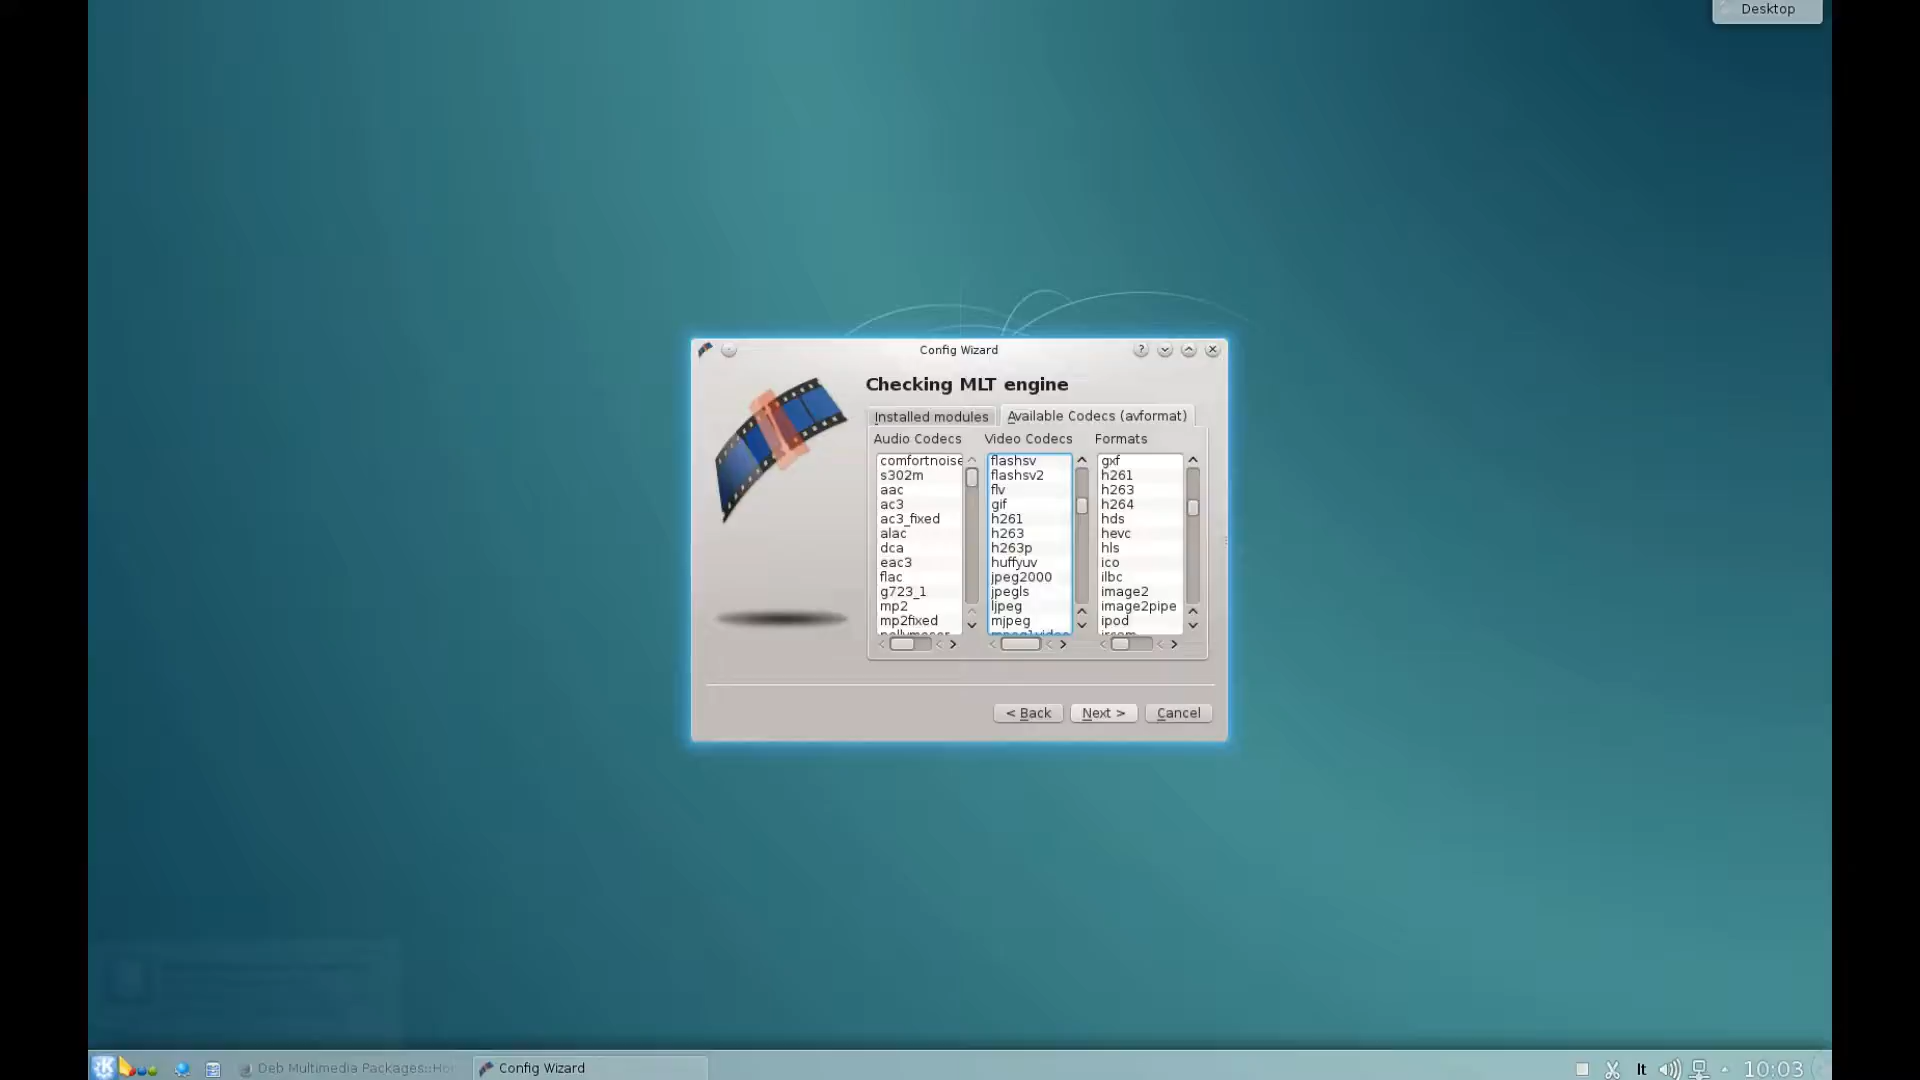 Desktop
Config Wizard
?
Checking MLT engine
Installed modules
Available Codecs (avformat)
Audio Codecs
comfortnoise
s302m
aac
ac3
ac3_fixed
alac
dca
eac3
flac
g723_1
mp2
mp2fixed
Video Codecs
flashsv
flashsv2
flv
gif
h261
h263
h263p
huffyuv
jpeg2000
jpegls
ljpeg
mjpeg
mpeg1video
Formats
gxf
h261
h263
h264
hds
hevc
hls
ico
ilbc
image2
image2pipe
ipod
< Back
Next >
Cancel
Deb Multimedia Packages::Ho
Config Wizard
lt
10:03